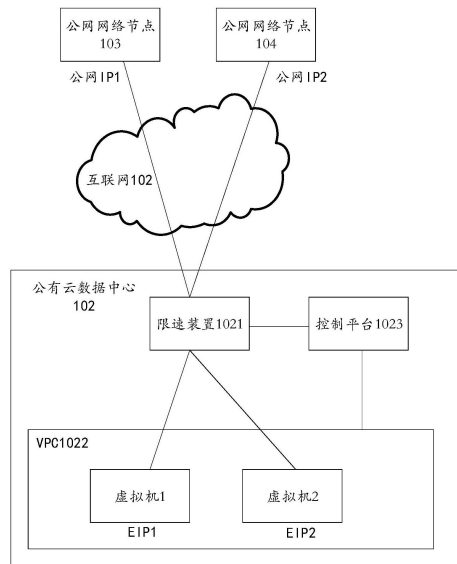 公网网络节点
103
公网网络节点
104
公网IP1
公网IP2
互联网102
公有云数据中心
102
限速装置1021
控制平台1023
VPC1022
虚拟机1
虚拟机2
EIP1
EIP2